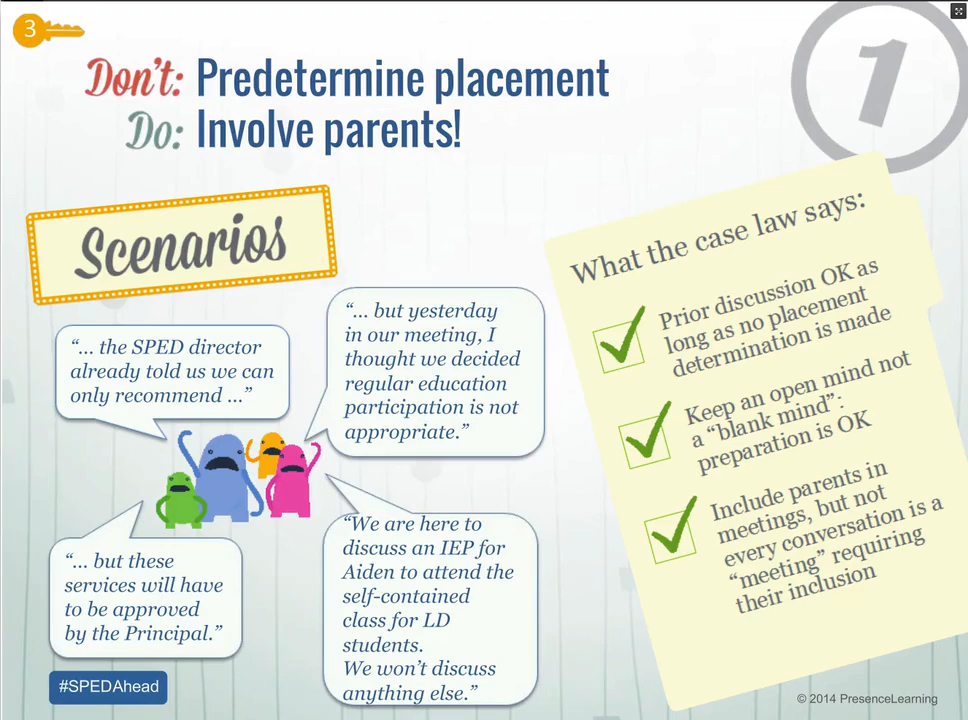 3
1
Don't: Predetermine placement
Do: Involve parents!
Scenarios
“... the SPED director
already told us we can
only recommend ...”
“... but yesterday
in our meeting, I
thought we decided
regular education
participation is not
appropriate.”
“... but these
services will have
to be approved
by the Principal.”
“We are here to
discuss an IEP for
Aiden to attend the
self-contained
class for LD
students.
We won’t discuss
anything else.”
What the case law says:
Prior discussion OK as
long as no placement
determination is made
Keep an open mind not
a “blank mind”:
preparation is OK
Include parents in
meetings, but not
every conversation is a
“meeting” requiring
their inclusion
#SPEDAhead
© 2014 PresenceLearning